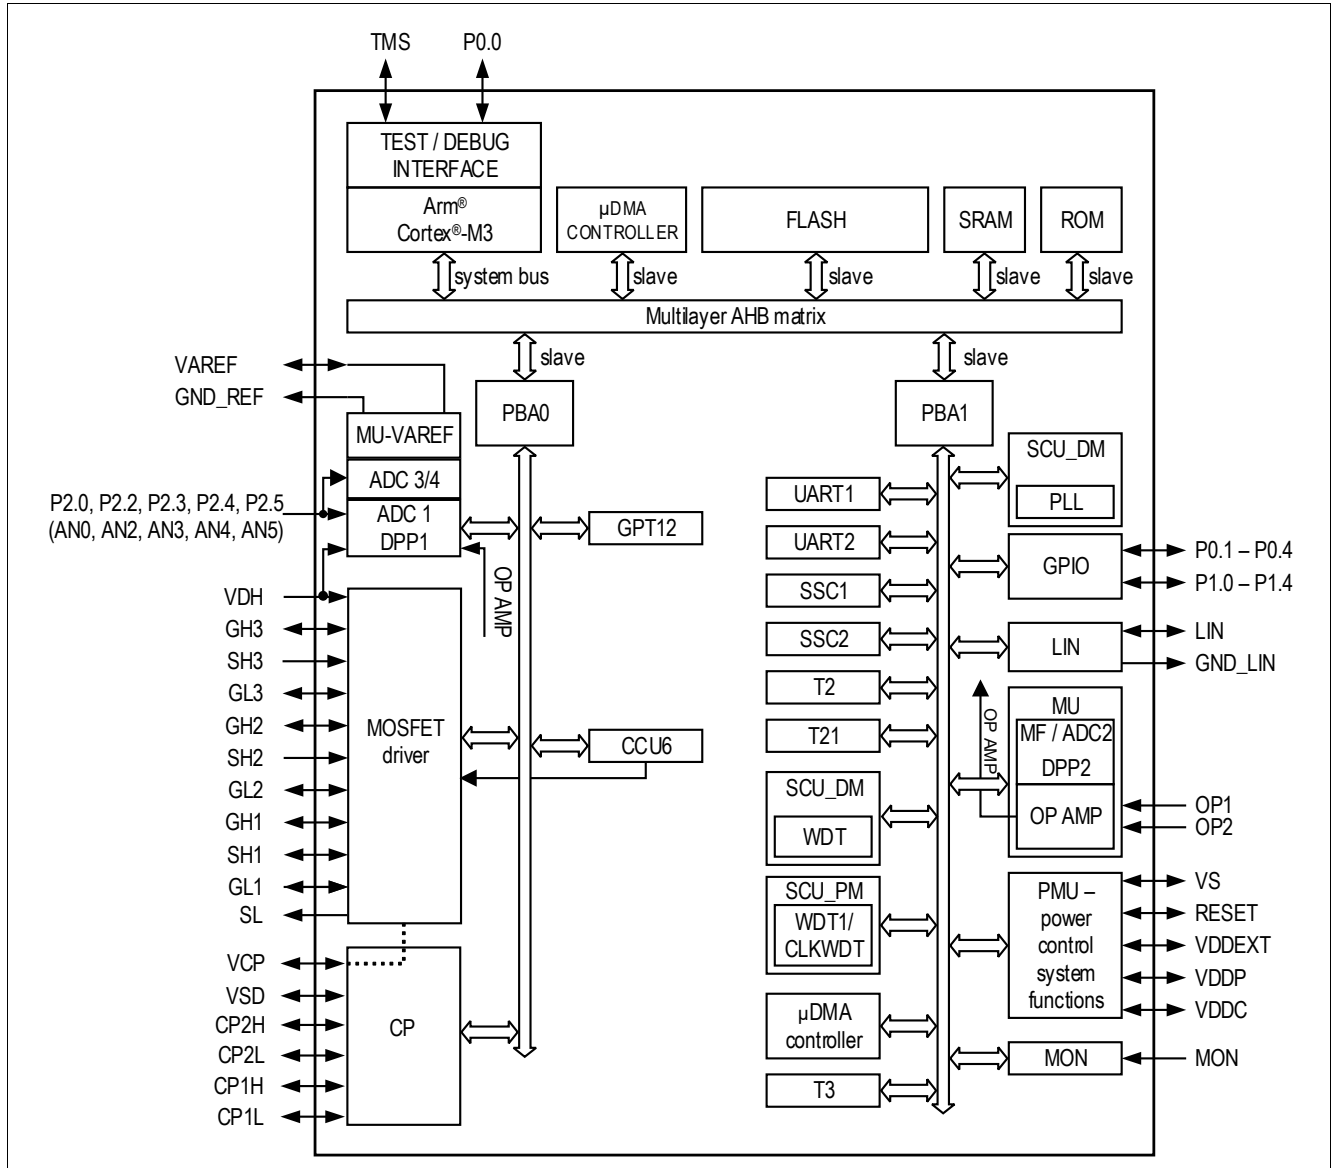 TMS
P0.0
TEST / DEBUG
INTERFACE
Arm®
Cortex®-M3
µDMA
CONTROLLER
FLASH
SRAM
ROM
system bus
slave
slave
slave
slave
Multilayer AHB matrix
slave
slave
VAREF
GND_REF
PBA0
PBA1
MU-VAREF
ADC 3/4
ADC 1
DPP1
P2.0, P2.2, P2.3, P2.4, P2.5
(AN0, AN2, AN3, AN4, AN5)
GPT12
OP AMP
VDH
GH3
SH3
GL3
GH2
SH2
GL2
GH1
SH1
GL1
SL
MOSFET
driver
CCU6
VCP
VSD
CP2H
CP2L
CP1H
CP1L
CP
UART1
UART2
SSC1
SSC2
T2
T21
SCU_DM
WDT
SCU_PM
WDT1/
CLKWDT
µDMA
controller
T3
SCU_DM
PLL
GPIO
P0.1 – P0.4
P1.0 – P1.4
LIN
LIN
GND_LIN
OP AMP
MU
MF / ADC2
DPP2
OP AMP
OP1
OP2
PMU –
power
control
system
functions
VS
RESET
VDDEXT
VDDP
VDDC
MON
MON